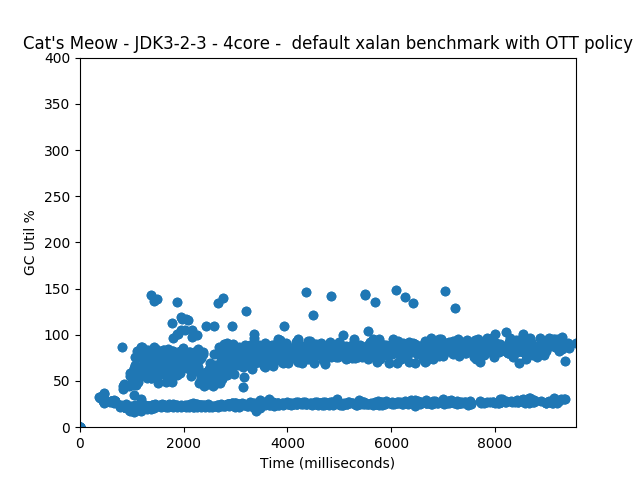 Cat's Meow - JDK3-2-3 - 4core -  default xalan benchmark with OTT policy
400
350
300
250
200
150
100
50
0
GC Util %
0 2000 4000 6000 8000
Time (milliseconds)